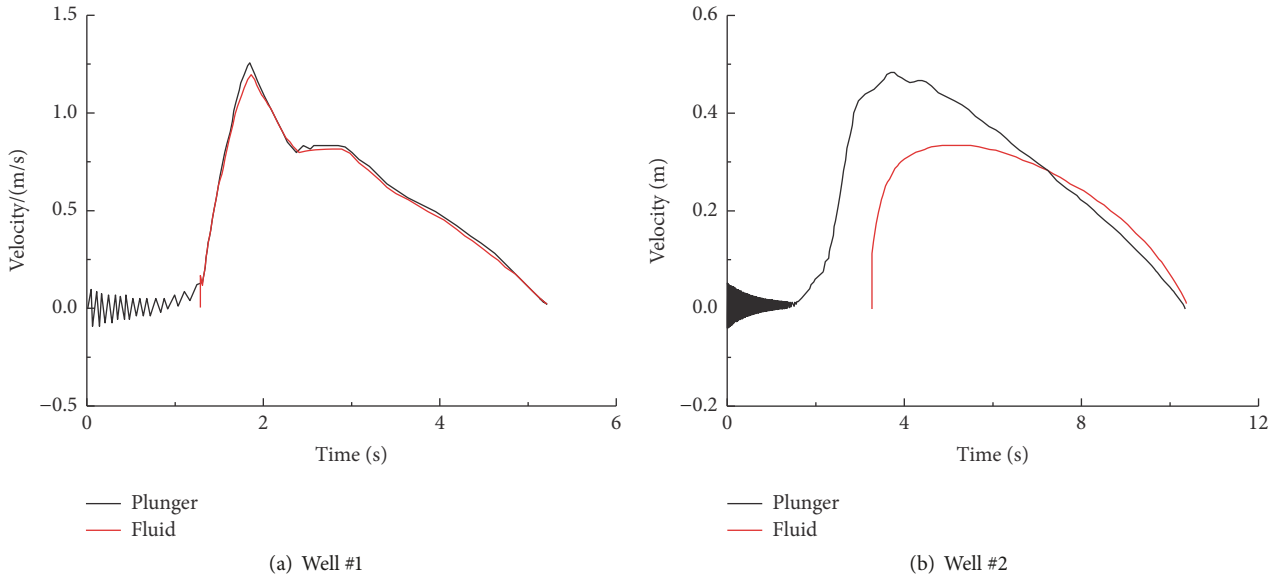 1.5
1.0
0.5
0.0
−0.5
Velocity/(m/s)
0
2
4
6
Time (s)
Plunger
Fluid
(a) Well #1
0.6
0.4
0.2
0.0
−0.2
Velocity (m)
0
4
8
12
Time (s)
Plunger
Fluid
(b) Well #2